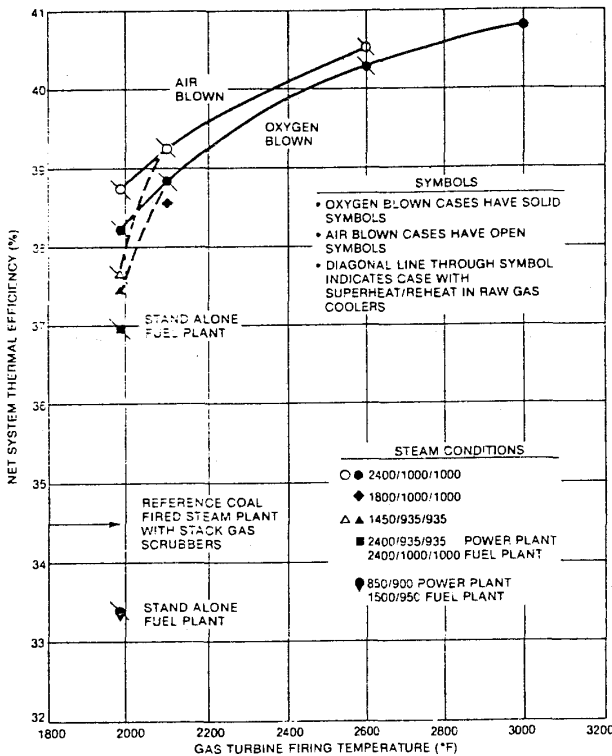 41
40
39
38
37
36
35
34
33
32
NET SYSTEM THERMAL EFFICIENCY (%)
AIR
BLOWN
OXYGEN
BLOWN
SYMBOLS
• OXYGEN BLOWN CASES HAVE SOLID
SYMBOLS
• AIR BLOWN CASES HAVE OPEN
SYMBOLS
• DIAGONAL LINE THROUGH SYMBOL
INDICATES CASE WITH
SUPERHEAT/REHEAT IN RAW GAS
COOLERS
STAND ALONE
FUEL PLANT
STEAM CONDITIONS
2400/1000/1000
1800/1000/1000
1450/935/935
2400/935/935 POWER PLANT
2400/1000/1000 FUEL PLANT
850/900 POWER PLANT
1500/950 FUEL PLANT
REFERENCE COAL
FIRED STEAM PLANT
WITH STACK GAS
SCRUBBERS
STAND ALONE
FUEL PLANT
1800 2000 2200 2400 2600 2800 3000 3200
GAS TURBINE FIRING TEMPERATURE (°F)